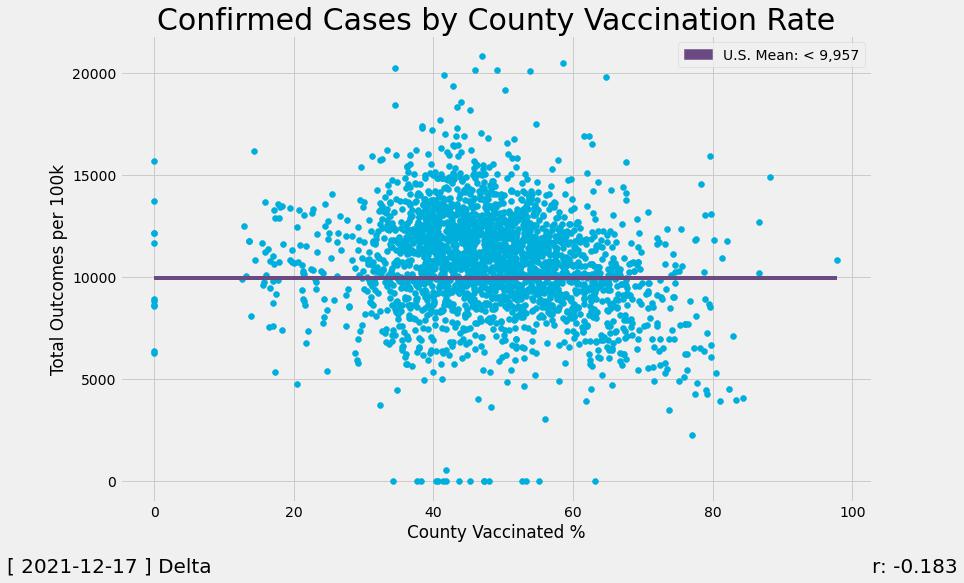 Confirmed Cases by County Vaccination Rate
U.S. Mean: < 9,957
Total Outcomes per 100k
20000
15000
10000
5000
0
0 20 40 60 80 100
County Vaccinated %
[ 2021-12-17 ] Delta
r: -0.183